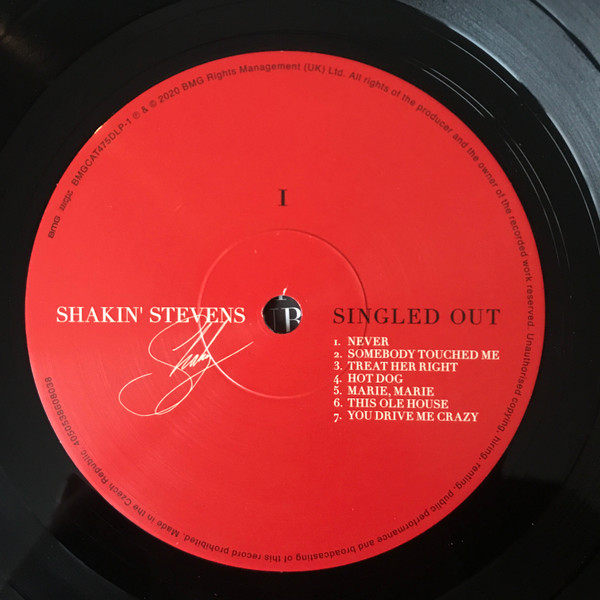 BMG BMGCAT475DLP-1 ℗ & © 2020 BMG Rights Management (UK) Ltd. All rights of the producer and the owner of the recorded work reserved. Unauthorised copying, hiring, renting, public performance and broadcasting of this record prohibited. Made in the Czech Republic. 4050538608038
I
SHAKIN' STEVENS
SINGLED OUT
1. NEVER
2. SOMEBODY TOUCHED ME
3. TREAT HER RIGHT
4. HOT DOG
5. MARIE, MARIE
6. THIS OLE HOUSE
7. YOU DRIVE ME CRAZY